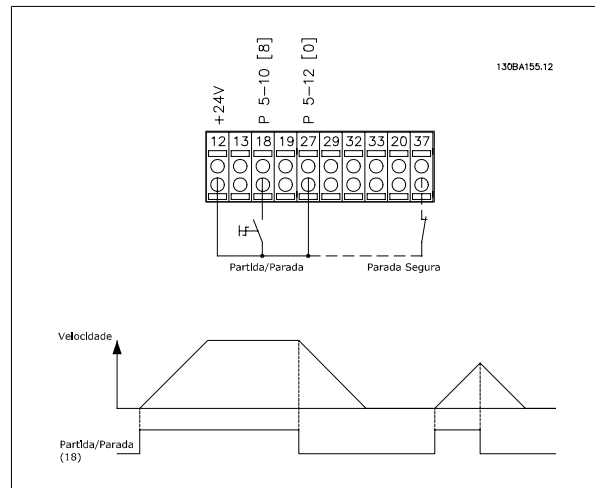 130BA155.12
+24V
P 5-10 [8]
P 5-12 [0]
12 13 18 19 27 29 32 33 20 37
Partida/Parada
Parada Segura
Velocidade
Partida/Parada
(18)